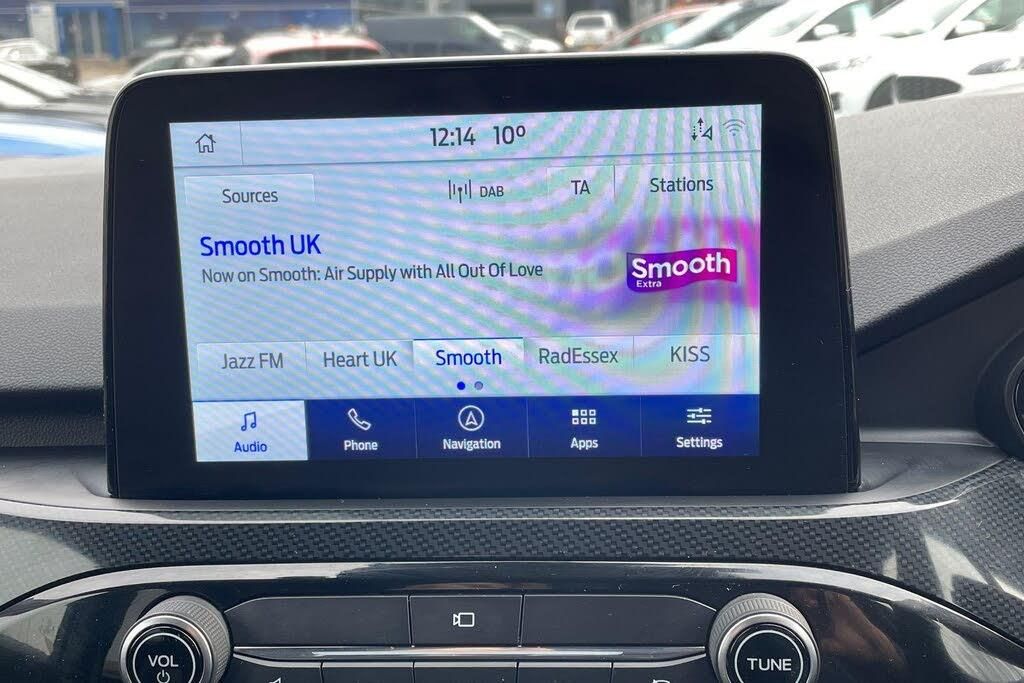 12:14 10°
Sources DAB TA Stations
Smooth UK
Now on Smooth: Air Supply with All Out Of Love
Smooth
Extra
Jazz FM Heart UK Smooth RadEssex KISS
Audio Phone Navigation Apps Settings
VOL TUNE